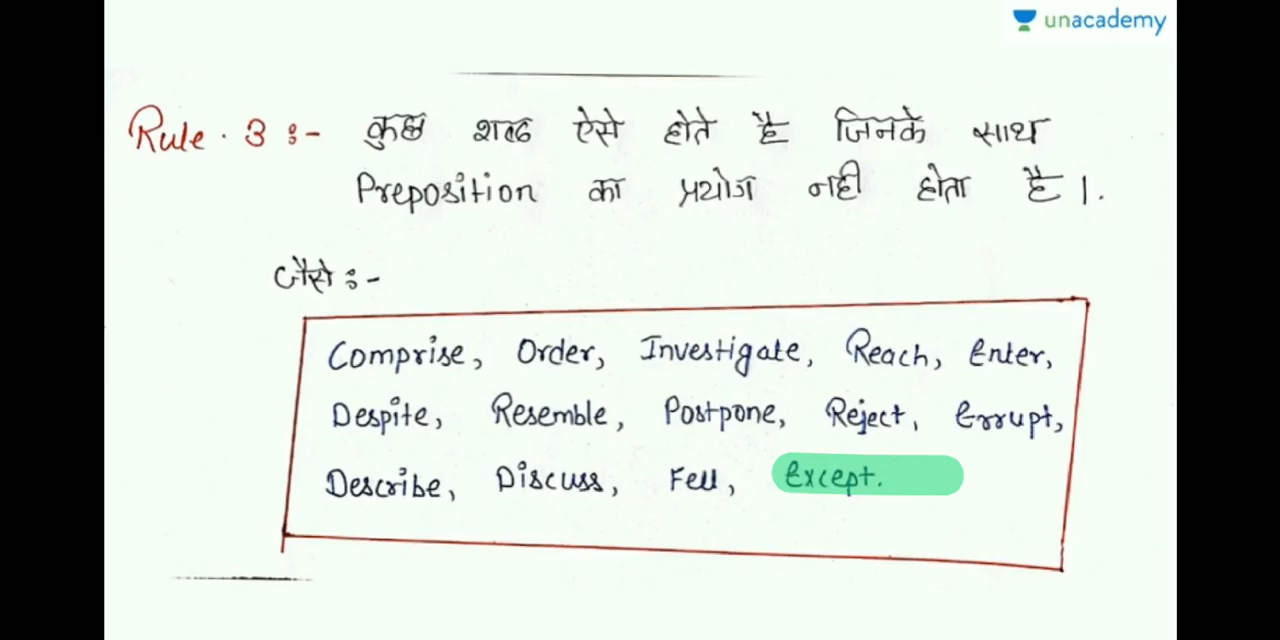 unacademy
Rule. 3 :- कुछ शब्द ऐसे होते है जिनके साथ
Preposition का प्रयोग नही होता है ।.
जैसे :-
Comprise, Order, Investigate, Reach, Enter,
Despite, Resemble, Postpone, Reject, Errupt,
Describe, Discuss, Fell, Except.